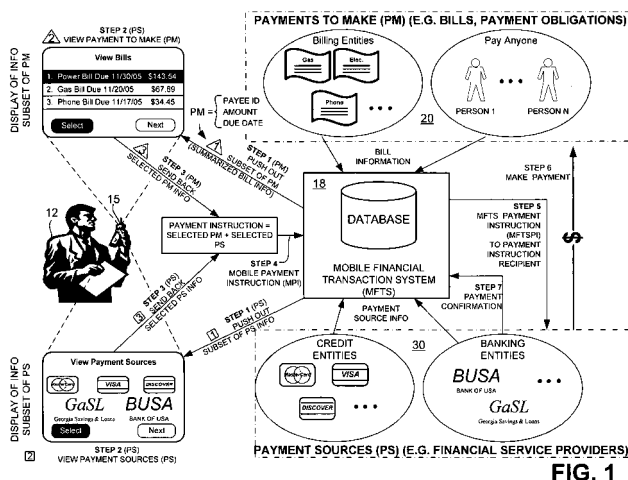 PAYMENTS TO MAKE (PM) (E.G. BILLS, PAYMENT OBLIGATIONS)
Billing Entities
Gas
Elec.
Phone
Pay Anyone
PERSON 1
PERSON N
20
STEP 2 (PM)
2
VIEW PAYMENT TO MAKE (PM)
DISPLAY OF INFO
SUBSET OF PM
View Bills
1. Power Bill Due 11/30/05 $143.54
2. Gas Bill Due 11/20/05 $67.89
3. Phone Bill Due 11/17/05 $34.45
Select
Next
PM =
PAYEE ID
AMOUNT
DUE DATE
1
STEP 1 (PM)
PUSH OUT
SUBSET OF PM
(SUMMARIZED BILL INFO)
3
STEP 3 (PM)
SEND BACK
SELECTED PM INFO
BILL
INFORMATION
18
DATABASE
MOBILE FINANCIAL
TRANSACTION SYSTEM
(MFTS)
STEP 6
MAKE PAYMENT
$
STEP 5
MFTS PAYMENT
INSTRUCTION
(MFTSPI)
TO PAYMENT
INSTRUCTION
RECIPIENT
STEP 7
PAYMENT
CONFIRMATION
12
15
PAYMENT INSTRUCTION =
SELECTED PM + SELECTED
PS
STEP 4
MOBILE PAYMENT
INSTRUCTION (MPI)
3
STEP 3 (PS)
SEND BACK
SELECTED PS INFO
1
STEP 1 (PS)
PUSH OUT
SUBSET OF PS INFO
PAYMENT
SOURCE INFO
DISPLAY OF INFO
SUBSET OF PS
View Payment Sources
MasterCard
VISA
DISCOVER
GaSL
Georgia Savings & Loans
BUSA
BANK OF USA
Select
Next
2
STEP 2 (PS)
VIEW PAYMENT SOURCES (PS)
CREDIT
ENTITIES
MasterCard
VISA
DISCOVER
30
BANKING
ENTITIES
BUSA
BANK OF USA
GaSL
Georgia Savings & Loans
PAYMENT SOURCES (PS) (E.G. FINANCIAL SERVICE PROVIDERS)
FIG. 1